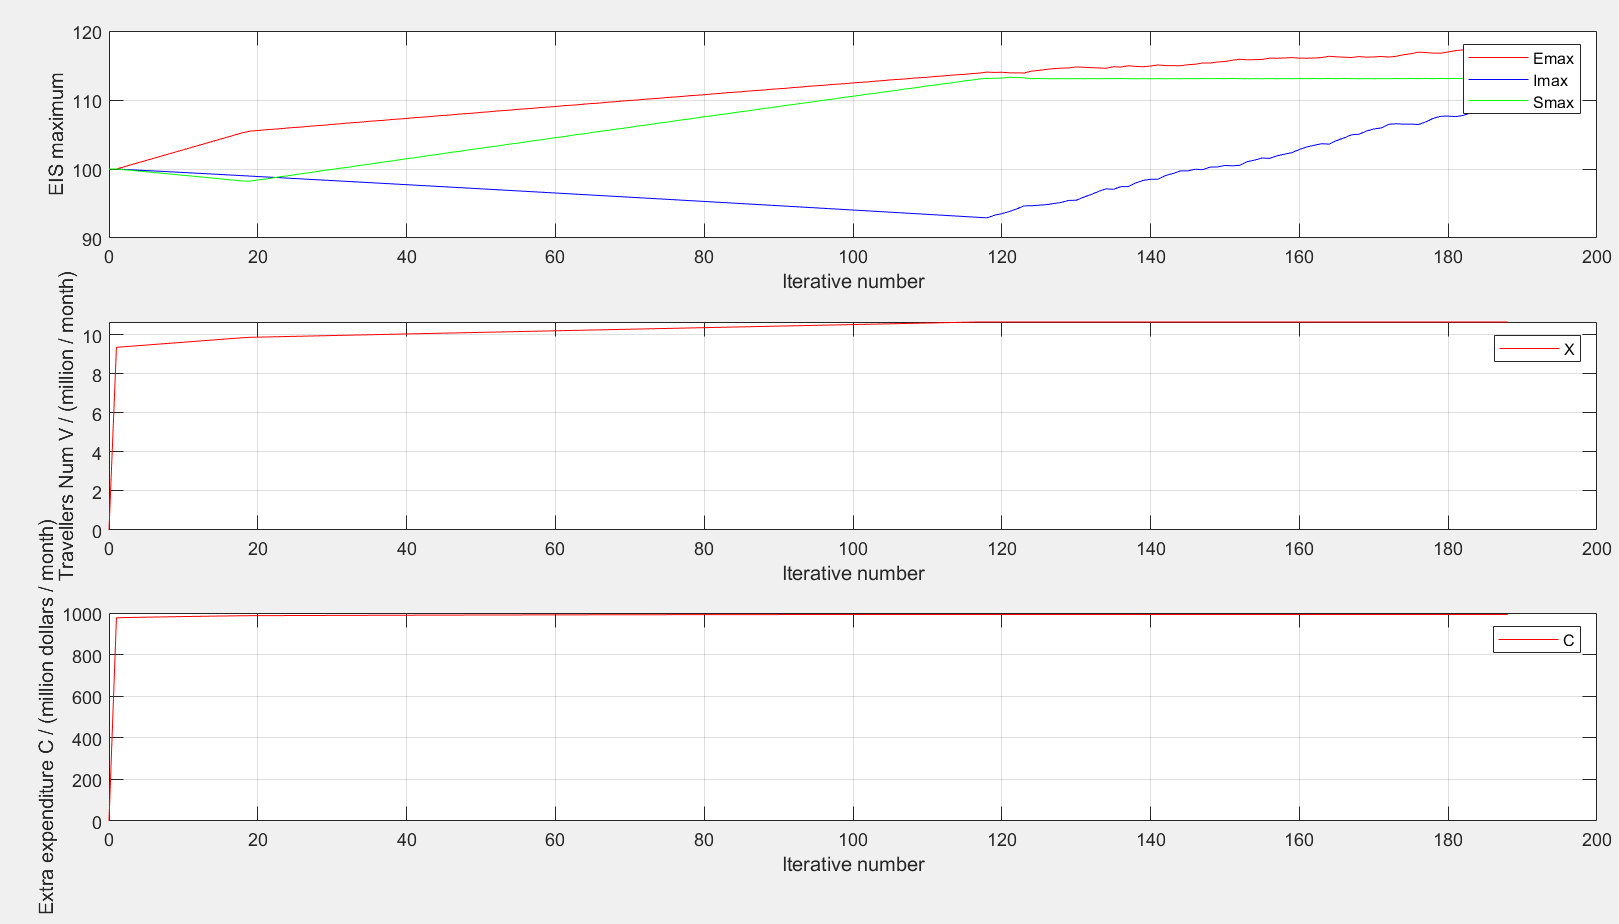 EIS maximum
120
110
100
90
Emax
Imax
Smax
0 20 40 60 80 100 120 140 160 180 200
Iterative number
Travellers Num V / (million / month)
10
8
6
4
2
0
X
0 20 40 60 80 100 120 140 160 180 200
Iterative number
Extra expenditure C / (million dollars / month)
1000
800
600
400
200
0
C
0 20 40 60 80 100 120 140 160 180 200
Iterative number